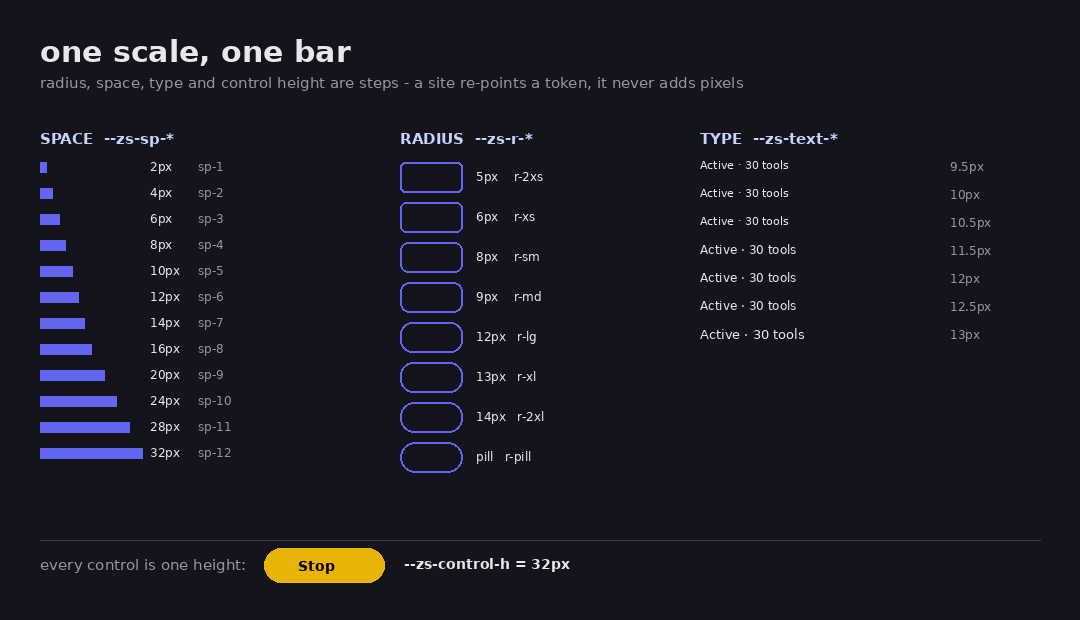 one scale, one bar
radius, space, type and control height are steps - a site re-points a token, it never adds pixels
SPACE --zs-sp-*
2px sp-1
4px sp-2
6px sp-3
8px sp-4
10px sp-5
12px sp-6
14px sp-7
16px sp-8
20px sp-9
24px sp-10
28px sp-11
32px sp-12
RADIUS --zs-r-*
5px r-2xs
6px r-xs
8px r-sm
9px r-md
12px r-lg
13px r-xl
14px r-2xl
pill r-pill
TYPE --zs-text-*
Active · 30 tools 9.5px
Active · 30 tools 10px
Active · 30 tools 10.5px
Active · 30 tools 11.5px
Active · 30 tools 12px
Active · 30 tools 12.5px
Active · 30 tools 13px
every control is one height: Stop --zs-control-h = 32px